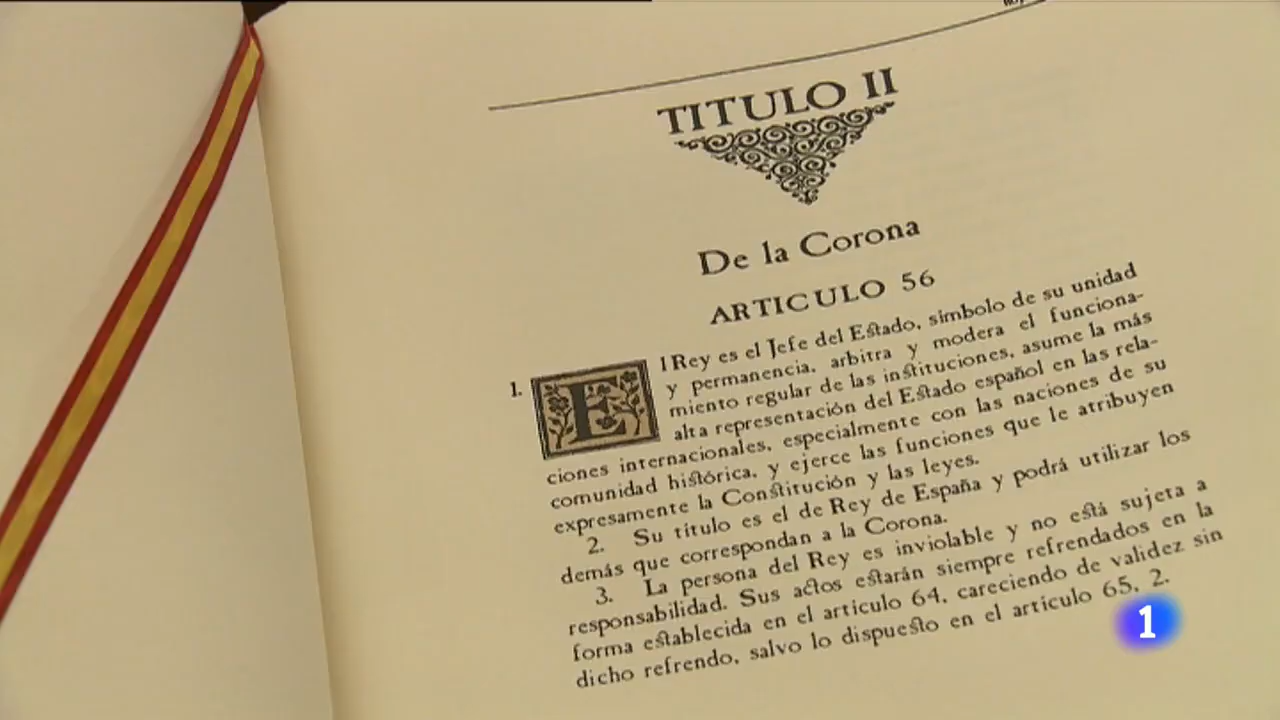 TITULO II
De la Corona
ARTICULO 56
1. El Rey es el Jefe del Estado, símbolo de su unidad
y permanencia, arbitra y modera el funciona-
miento regular de las instituciones, asume la más
alta representación del Estado español en las rela-
ciones internacionales, especialmente con las naciones de su
comunidad histórica, y ejerce las funciones que le atribuyen
expresamente la Constitución y las leyes.
2. Su título es el de Rey de España y podrá utilizar los
demás que correspondan a la Corona.
3. La persona del Rey es inviolable y no está sujeta a
responsabilidad. Sus actos estarán siempre refrendados en la
forma establecida en el artículo 64, careciendo de validez sin
dicho refrendo, salvo lo dispuesto en el artículo 65, 2.
1